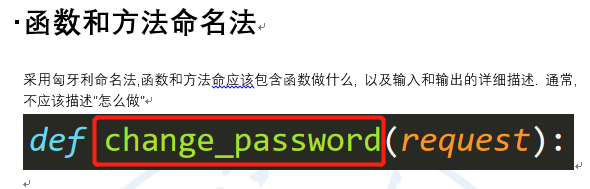 ·函数和方法命名法
采用匈牙利命名法,函数和方法命应该包含函数做什么, 以及输入和输出的详细描述. 通常,
不应该描述"怎么做"
def change_password(request):